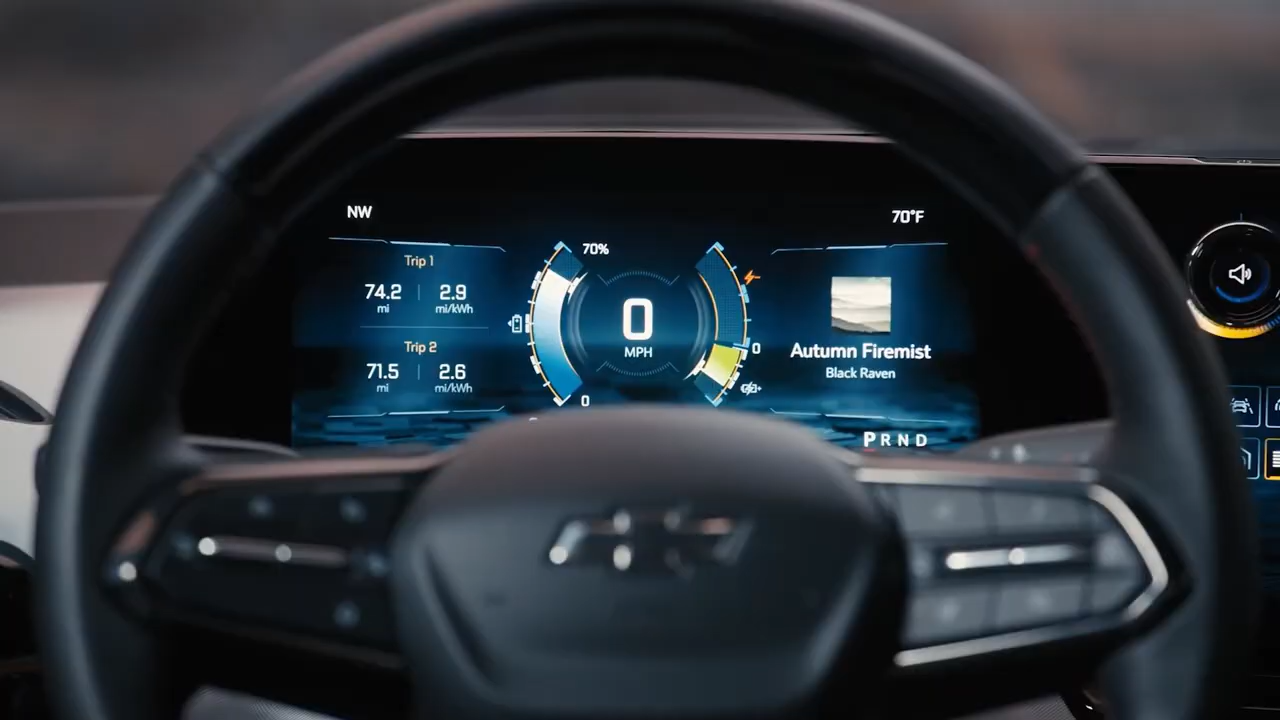 NW
70°F
Trip 1
74.2 2.9
mi mi/kWh
Trip 2
71.5 2.6
mi mi/kWh
70%
0
0
MPH
0
Autumn Firemist
Black Raven
PRND